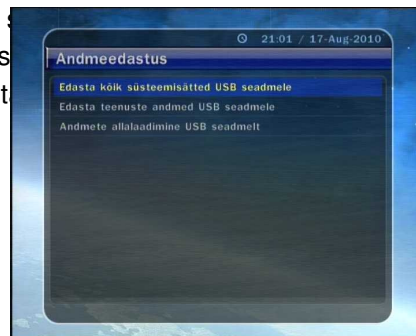 s
21:01 / 17-Aug-2010
s
Andmeedastus
ta
Edasta kõik süsteemisätted USB seadmele
Edasta teenuste andmed USB seadmele
Andmete allalaadimine USB seadmelt